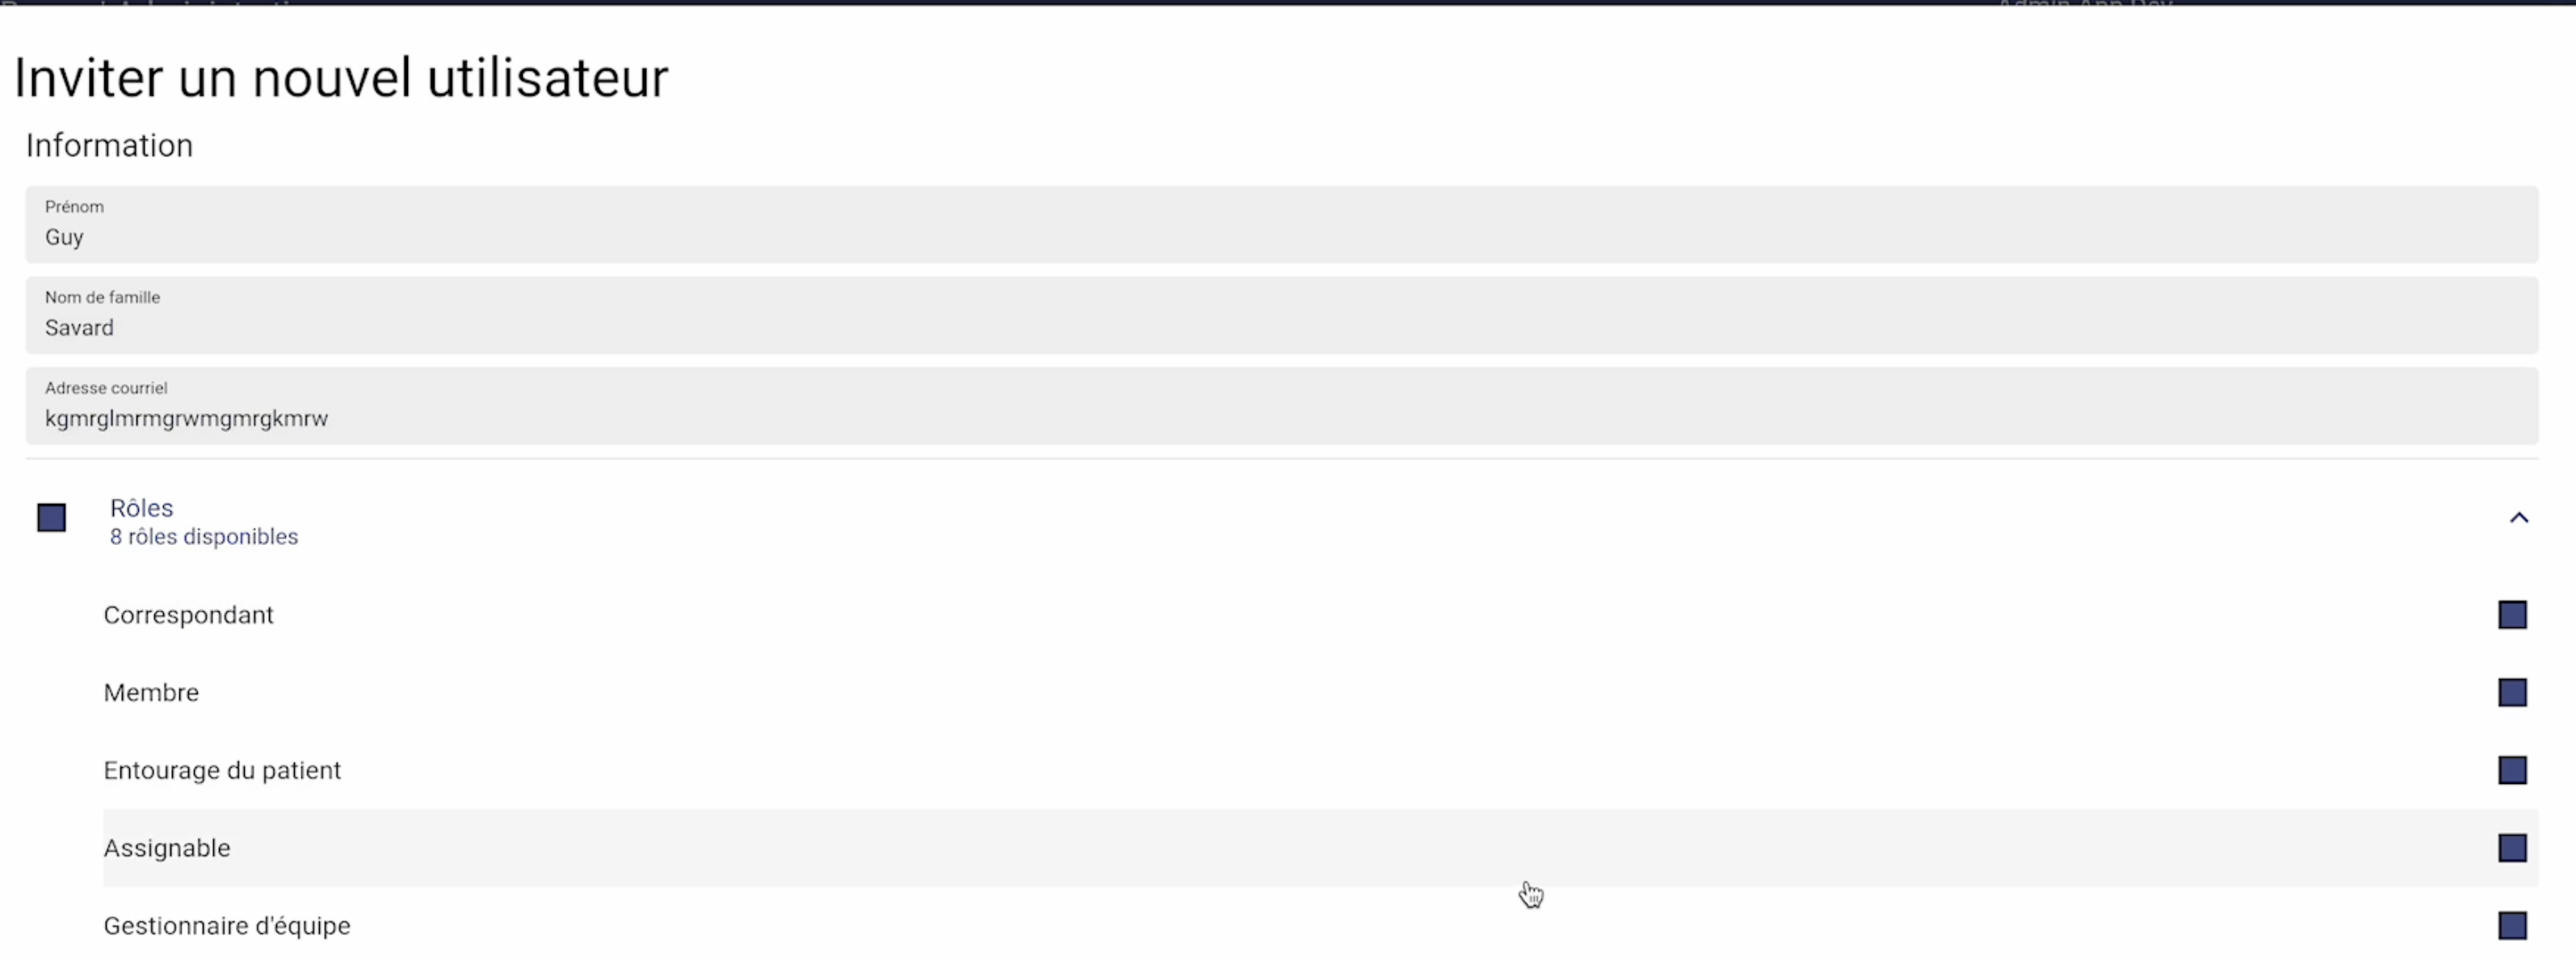 Inviter un nouvel utilisateur
Information
Prénom
Guy
Nom de famille
Savard
Adresse courriel
kgmrglmrmgrwmgmrgkmrw
Rôles
8 rôles disponibles
Correspondant
Membre
Entourage du patient
Assignable
Gestionnaire d'équipe